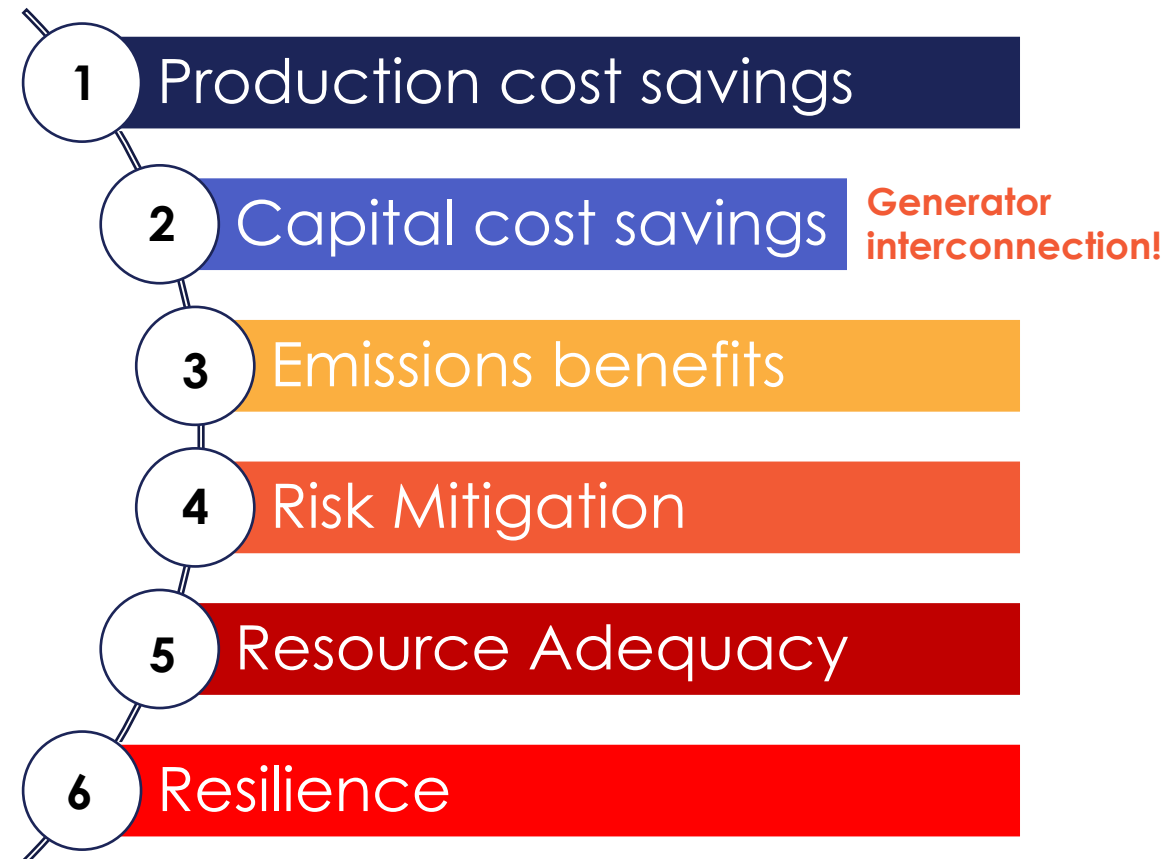 1 Production cost savings
2 Capital cost savings
Generator
interconnection!
3 Emissions benefits
4 Risk Mitigation
5 Resource Adequacy
6 Resilience